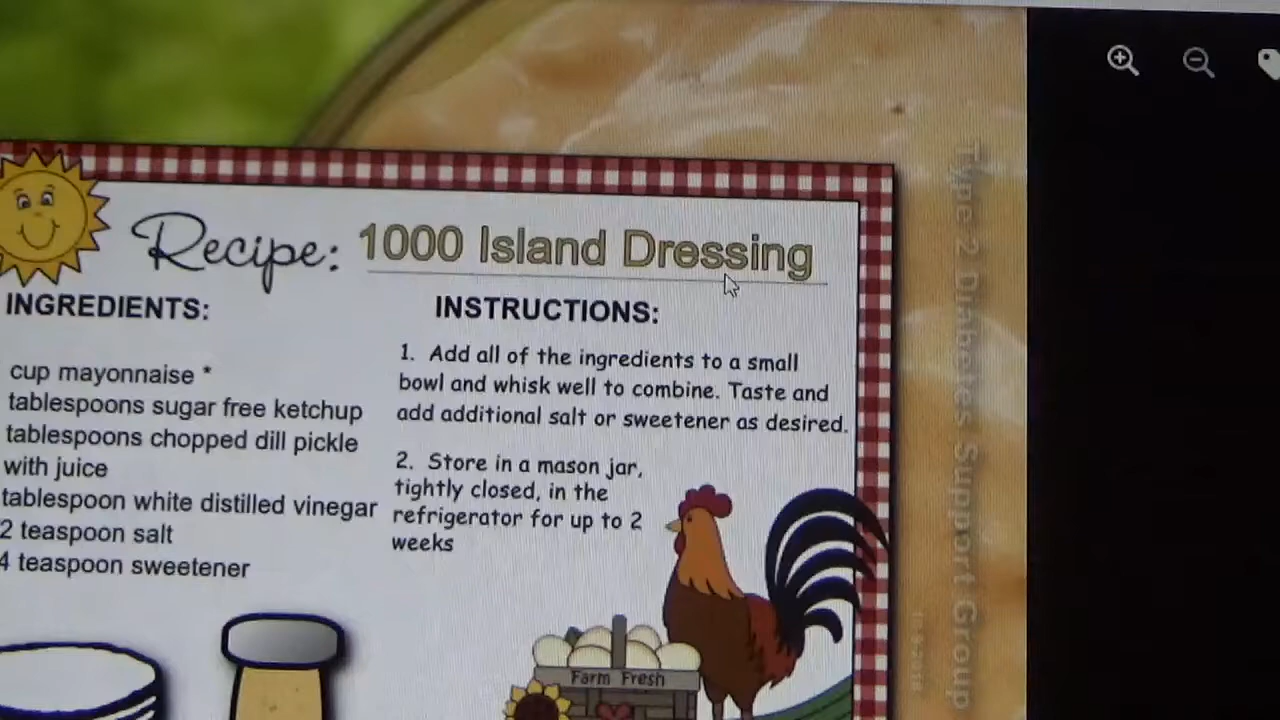 Recipe: 1000 Island Dressing
INGREDIENTS:
cup mayonnaise *
tablespoons sugar free ketchup
tablespoons chopped dill pickle
with juice
tablespoon white distilled vinegar
2 teaspoon salt
4 teaspoon sweetener
INSTRUCTIONS:
1. Add all of the ingredients to a small
bowl and whisk well to combine. Taste and
add additional salt or sweetener as desired.
2. Store in a mason jar,
tightly closed, in the
refrigerator for up to 2
weeks
Farm Fresh
Type 2 Diabetes Support Group